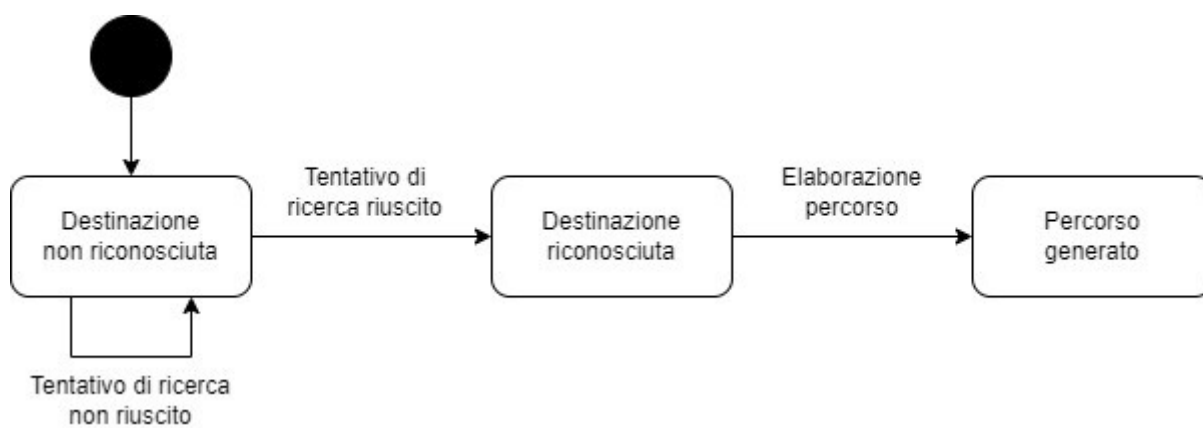 Tentativo di
ricerca riuscito
Elaborazione
percorso
Destinazione
non riconosciuta
Destinazione
riconosciuta
Percorso
generato
Tentativo di ricerca
non riuscito